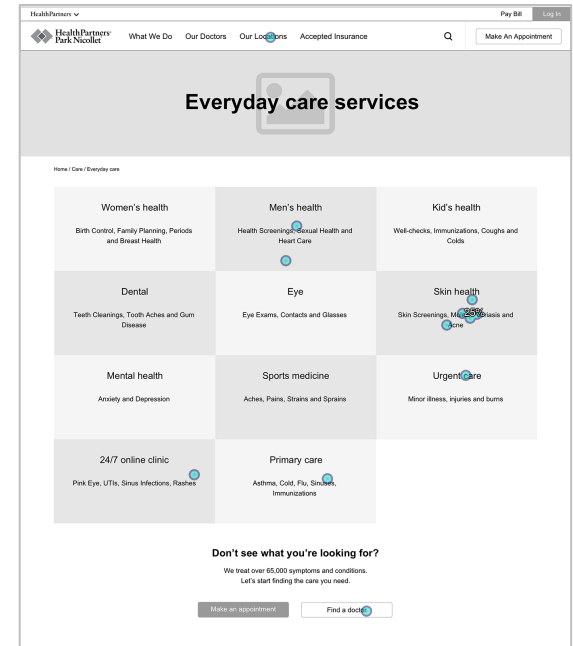 HealthPartners
Pay Bill
Log In
HealthPartners®
Park Nicollet
What We Do
Our Doctors
Our Locations
Accepted Insurance
Make An Appointment
Everyday care services
Home / Care / Everyday care
Women's health
Birth Control, Family Planning, Periods
and Breast Health
Men's health
Health Screenings, Sexual Health and
Heart Care
Kid's health
Well-checks, Immunizations, Coughs and
Colds
Dental
Teeth Cleanings, Tooth Aches and Gum
Disease
Eye
Eye Exams, Contacts and Glasses
Skin health
25%
Skin Screenings, and
Acne
Mental health
Anxiety and Depression
Sports medicine
Aches, Pains, Strains and Sprains
Urgent care
Minor illness, injuries and burns
24/7 online clinic
Pink Eye, UTIs, Sinus Infections, Rashes
Primary care
Asthma, Cold, Flu, Sinuses,
Immunizations
Don't see what you're looking for?
We treat over 65,000 symptoms and conditions.
Let's start finding the care you need.
Make an appointment
Find a doctor